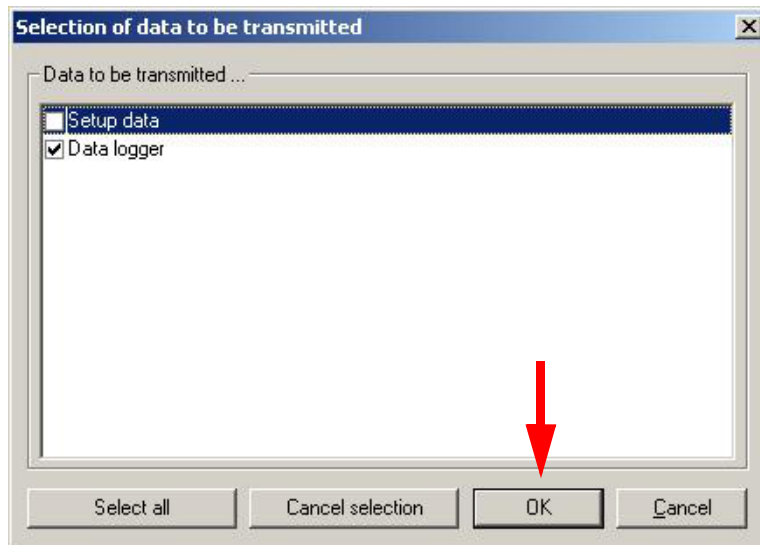 Selection of data to be transmitted
Data to be transmitted ...
Setup data
Data logger
Select all
Cancel selection
OK
Cancel